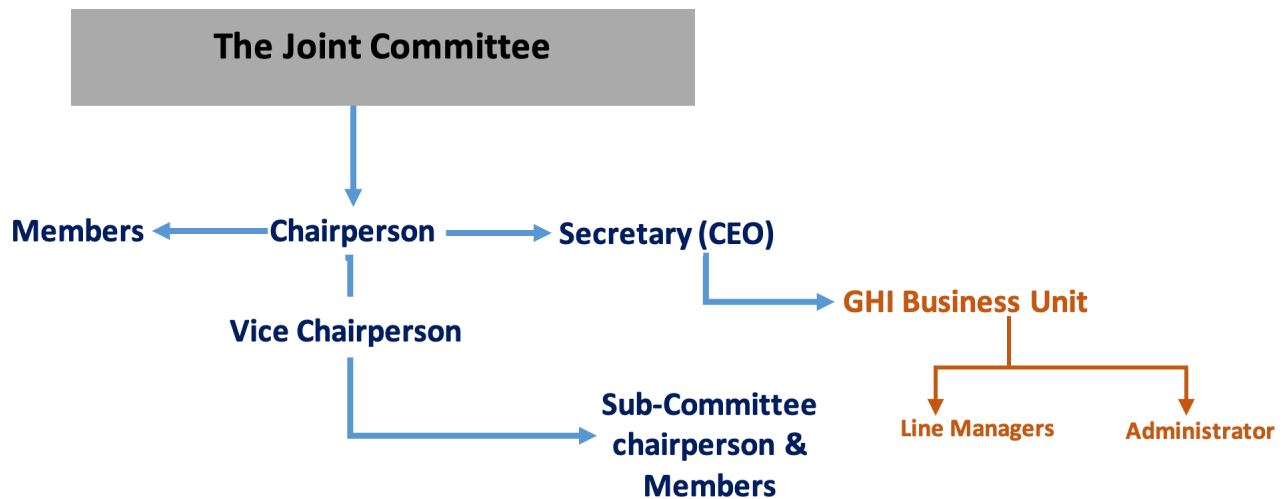 The Joint Committee
Members
Chairperson
Secretary (CEO)
GHI Business Unit
Vice Chairperson
Sub-Committee
chairperson &
Members
Line Managers
Administrator